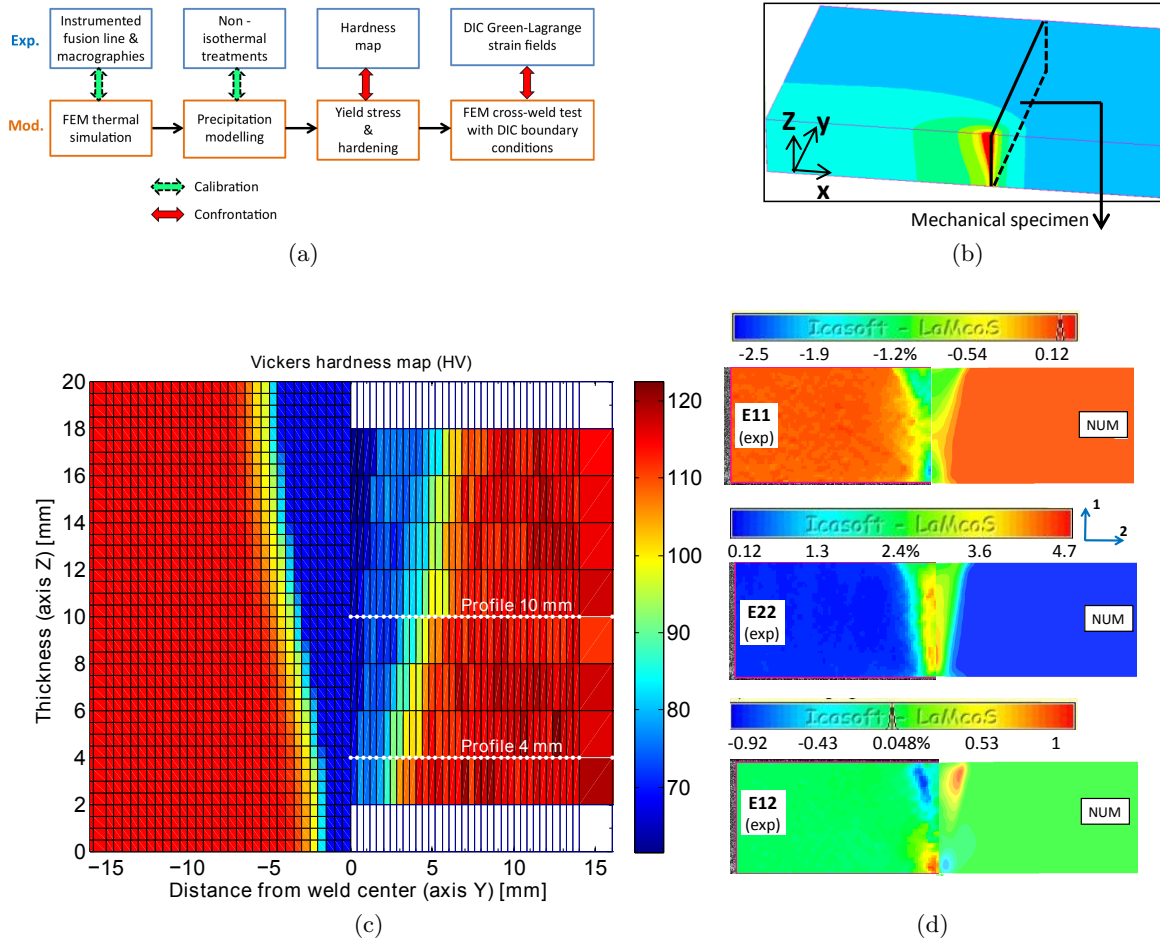 Exp.
Instrumented
fusion line &
macrographies
Non -
isothermal
treatments
Hardness
map
DIC Green-Lagrange
strain fields
Mod.
FEM thermal
simulation
Precipitation
modelling
Yield stress
&
hardening
FEM cross-weld test
with DIC boundary
conditions
Calibration
Confrontation
(a)
Z
y
x
Mechanical specimen
(b)
Vickers hardness map (HV)
Thickness (axis Z) [mm]
20
18
16
14
12
10
8
6
4
2
0
Profile 10 mm
Profile 4 mm
−15 −10 −5 0 5 10 15
Distance from weld center (axis Y) [mm]
120
110
100
90
80
70
(c)
Icasoft - LaMCoS
-2.5 -1.9 -1.2% -0.54 0.12
E11
(exp)
NUM
Icasoft - LaMCoS
1
2
0.12 1.3 2.4% 3.6 4.7
E22
(exp)
NUM
Icasoft - LaMCoS
-0.92 -0.43 0.048% 0.53 1
E12
(exp)
NUM
(d)